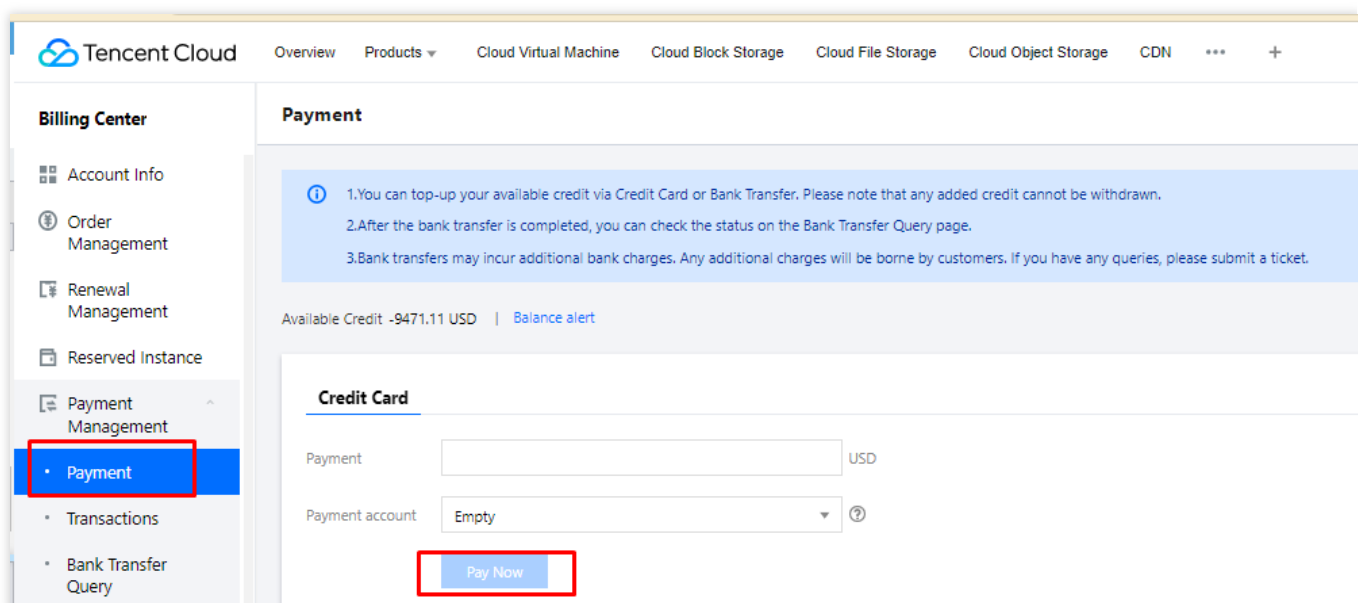 Tencent Cloud
Overview Products Cloud Virtual Machine Cloud Block Storage Cloud File Storage Cloud Object Storage CDN ••• +
Billing Center
Payment
Account Info
Order
Management
Renewal
Management
Reserved Instance
Payment
Management
Payment
Transactions
Bank Transfer
Query
1.You can top-up your available credit via Credit Card or Bank Transfer. Please note that any added credit cannot be withdrawn.
2.After the bank transfer is completed, you can check the status on the Bank Transfer Query page.
3.Bank transfers may incur additional bank charges. Any additional charges will be borne by customers. If you have any queries, please submit a ticket.
Available Credit -9471.11 USD | Balance alert
Credit Card
Payment USD
Payment account Empty
Pay Now